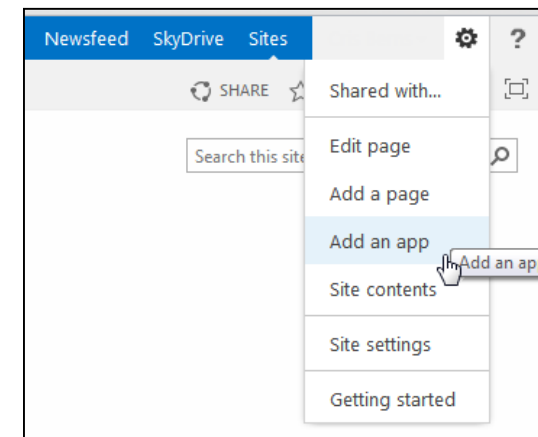 Newsfeed SkyDrive Sites ?
SHARE
Shared with...
Search this site
Edit page
Add a page
Add an app
Add an ap
Site contents
Site settings
Getting started